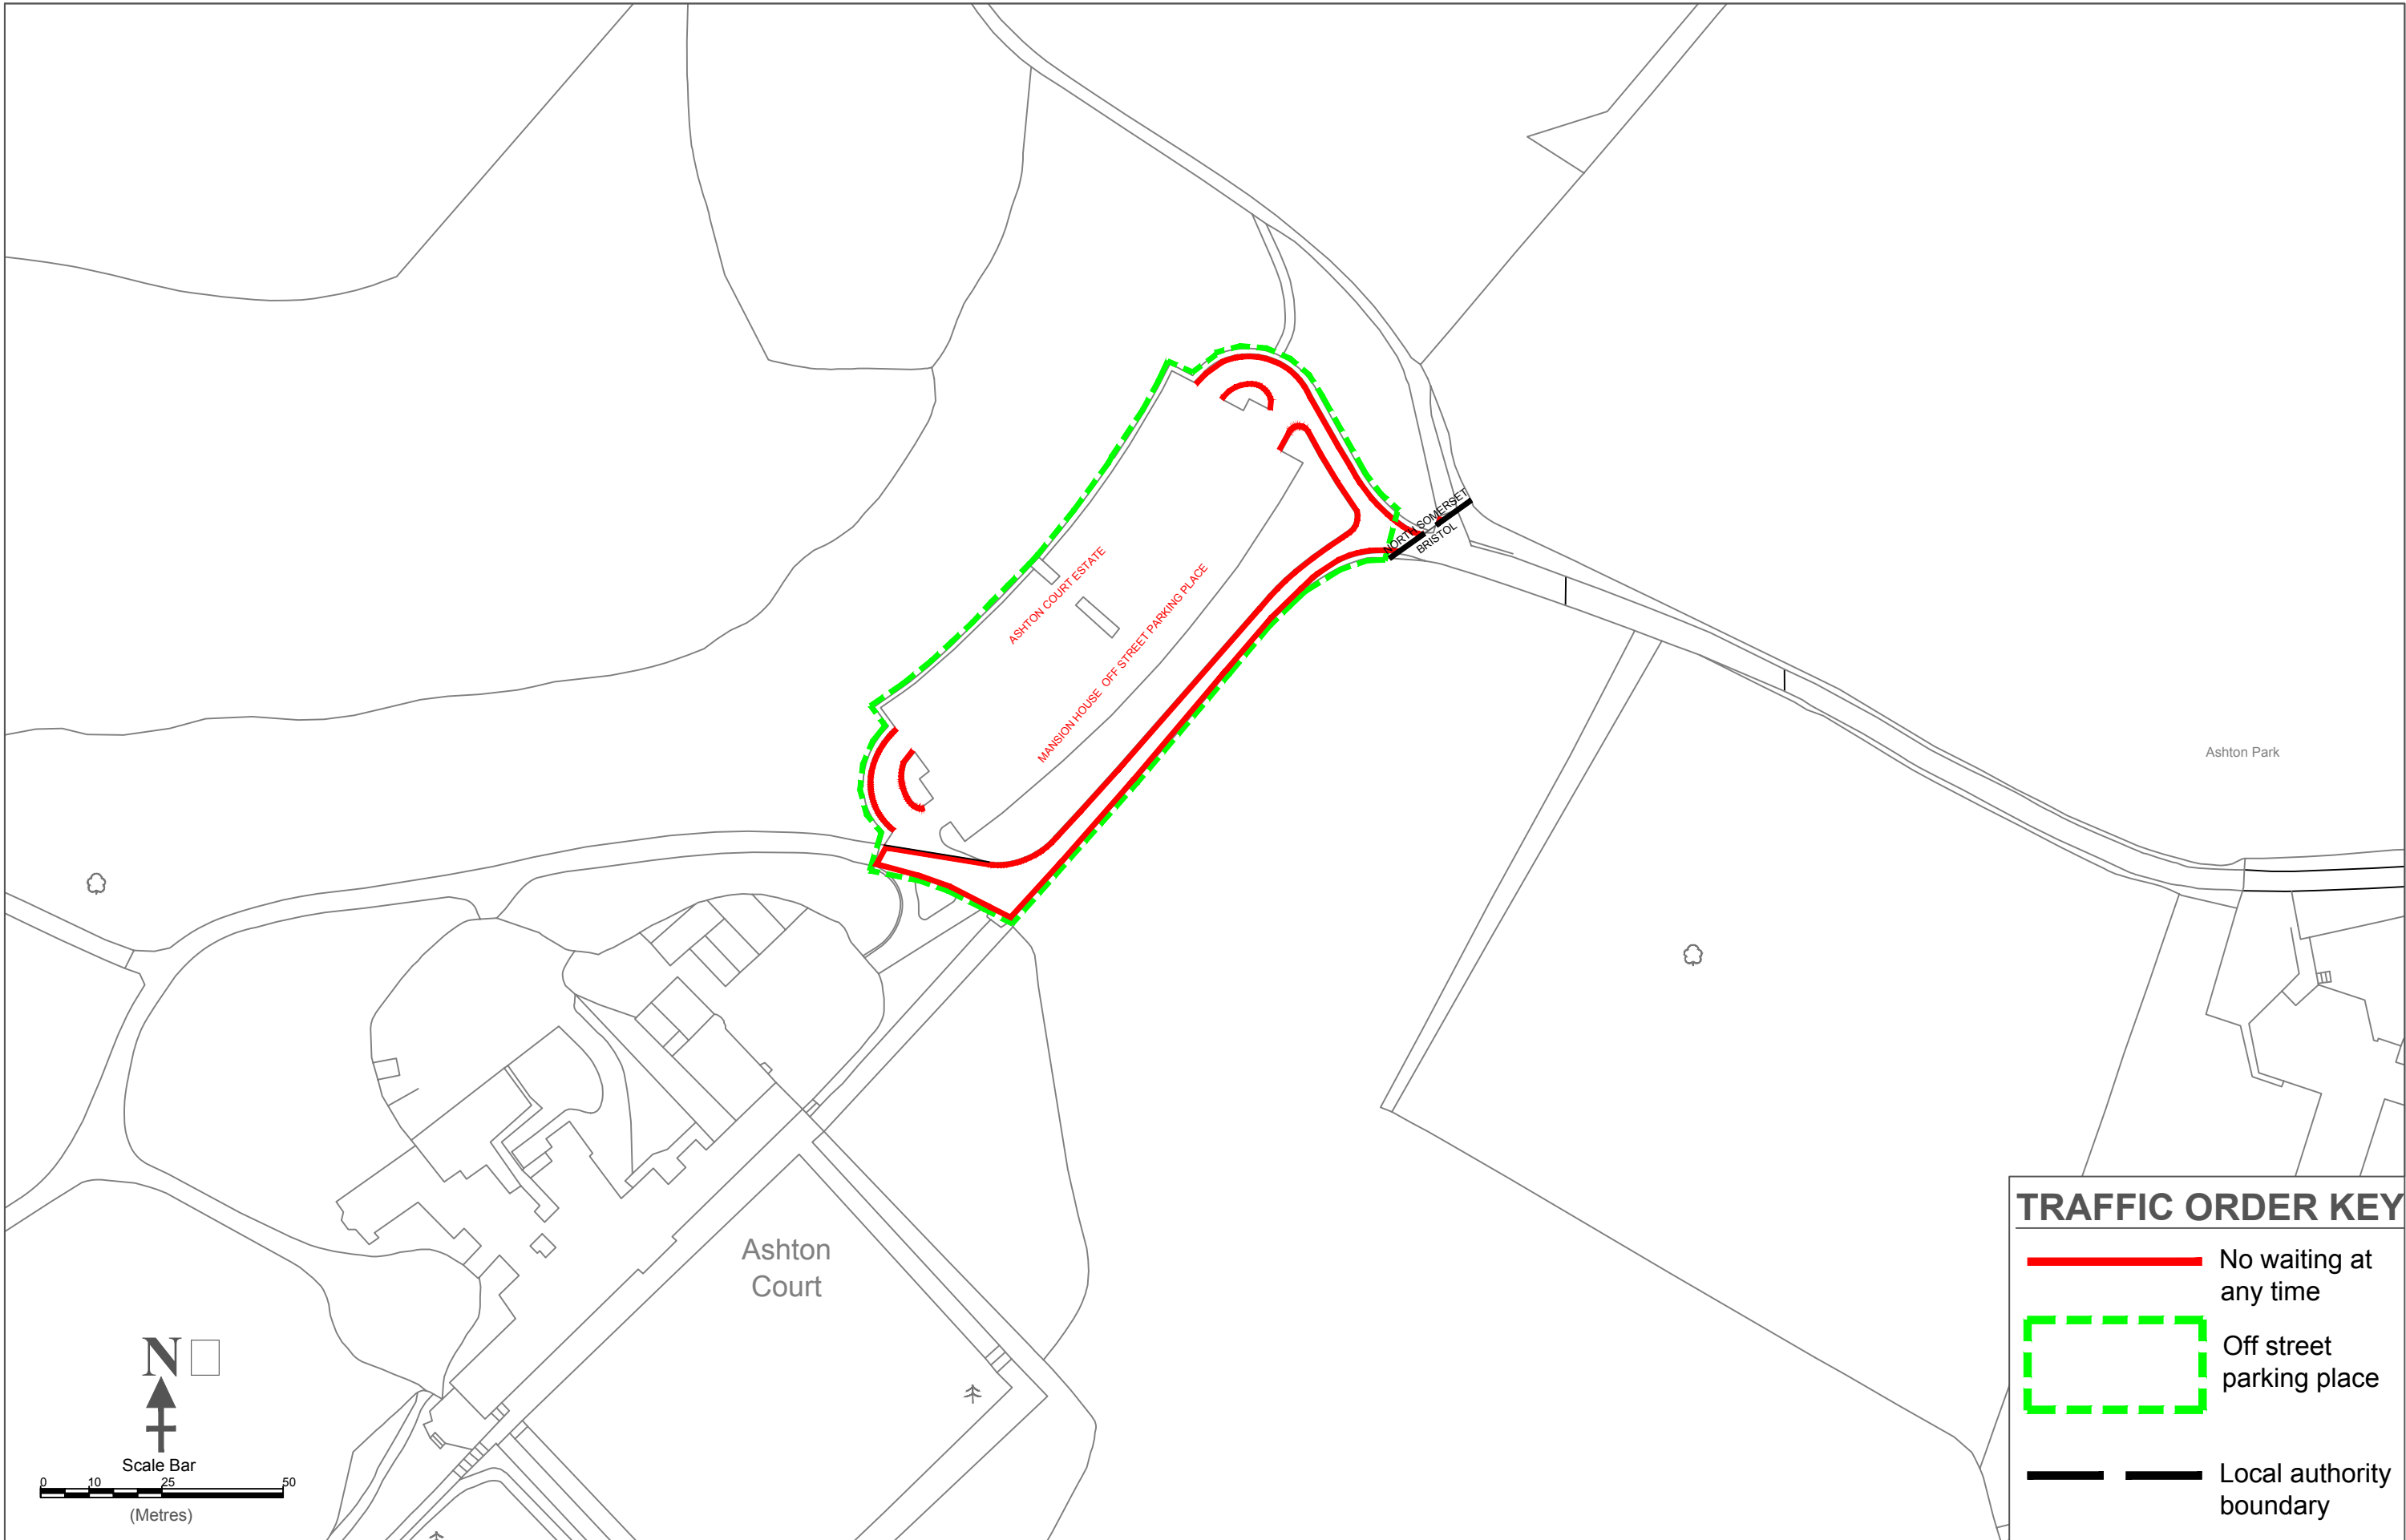 NORTH SOMERSET
BRISTOL
ASHTON COURT ESTATE
MANSION HOUSE OFF STREET PARKING PLACE
Ashton Park
Ashton
Court
N
Scale Bar
0 10 25 50
(Metres)
TRAFFIC ORDER KEY
No waiting at
any time
Off street
parking place
Local authority
boundary